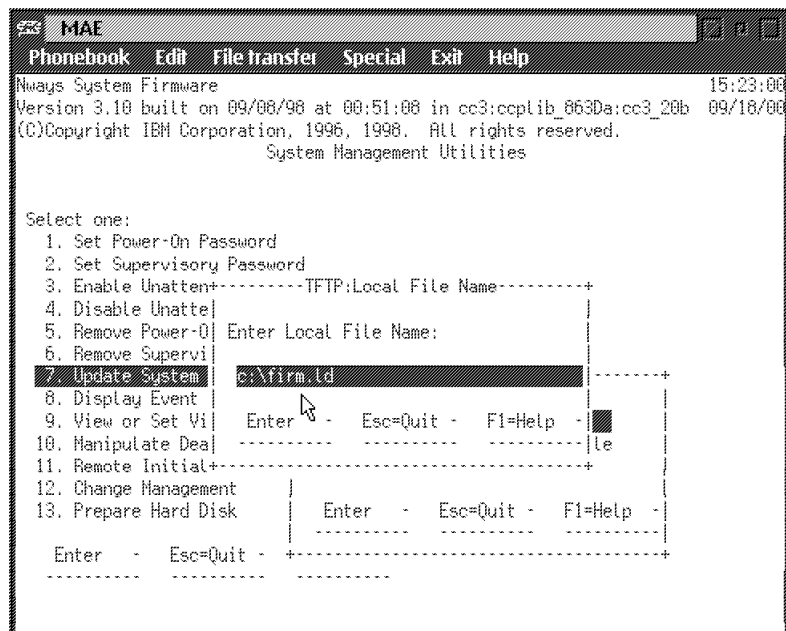 MAE
Phonebook Edit File transfer Special Exit Help
Nways System Firmware 15:23:00
Version 3.10 built on 09/08/98 at 00:51:08 in cc3:ccplib_863Da:cc3_20b 09/18/00
(C)Copyright IBM Corporation, 1996, 1998. All rights reserved.
System Management Utilities
Select one:
1. Set Power-On Password
2. Set Supervisory Password
3. Enable Unatten+---------TFTP:Local File Name---------+
4. Disable Unatte|
5. Remove Power-O| Enter Local File Name:
6. Remove Supervi|
7. Update System | c:\firm.ld
8. Display Event |
9. View or Set Vi| Enter - Esc=Quit - F1=Help -|
10. Manipulate Dea| ---------- ---------- ----------|le
11. Remote Initial+---------------------------------------+
12. Change Management |
13. Prepare Hard Disk | Enter - Esc=Quit - F1=Help -|
Enter - Esc=Quit -